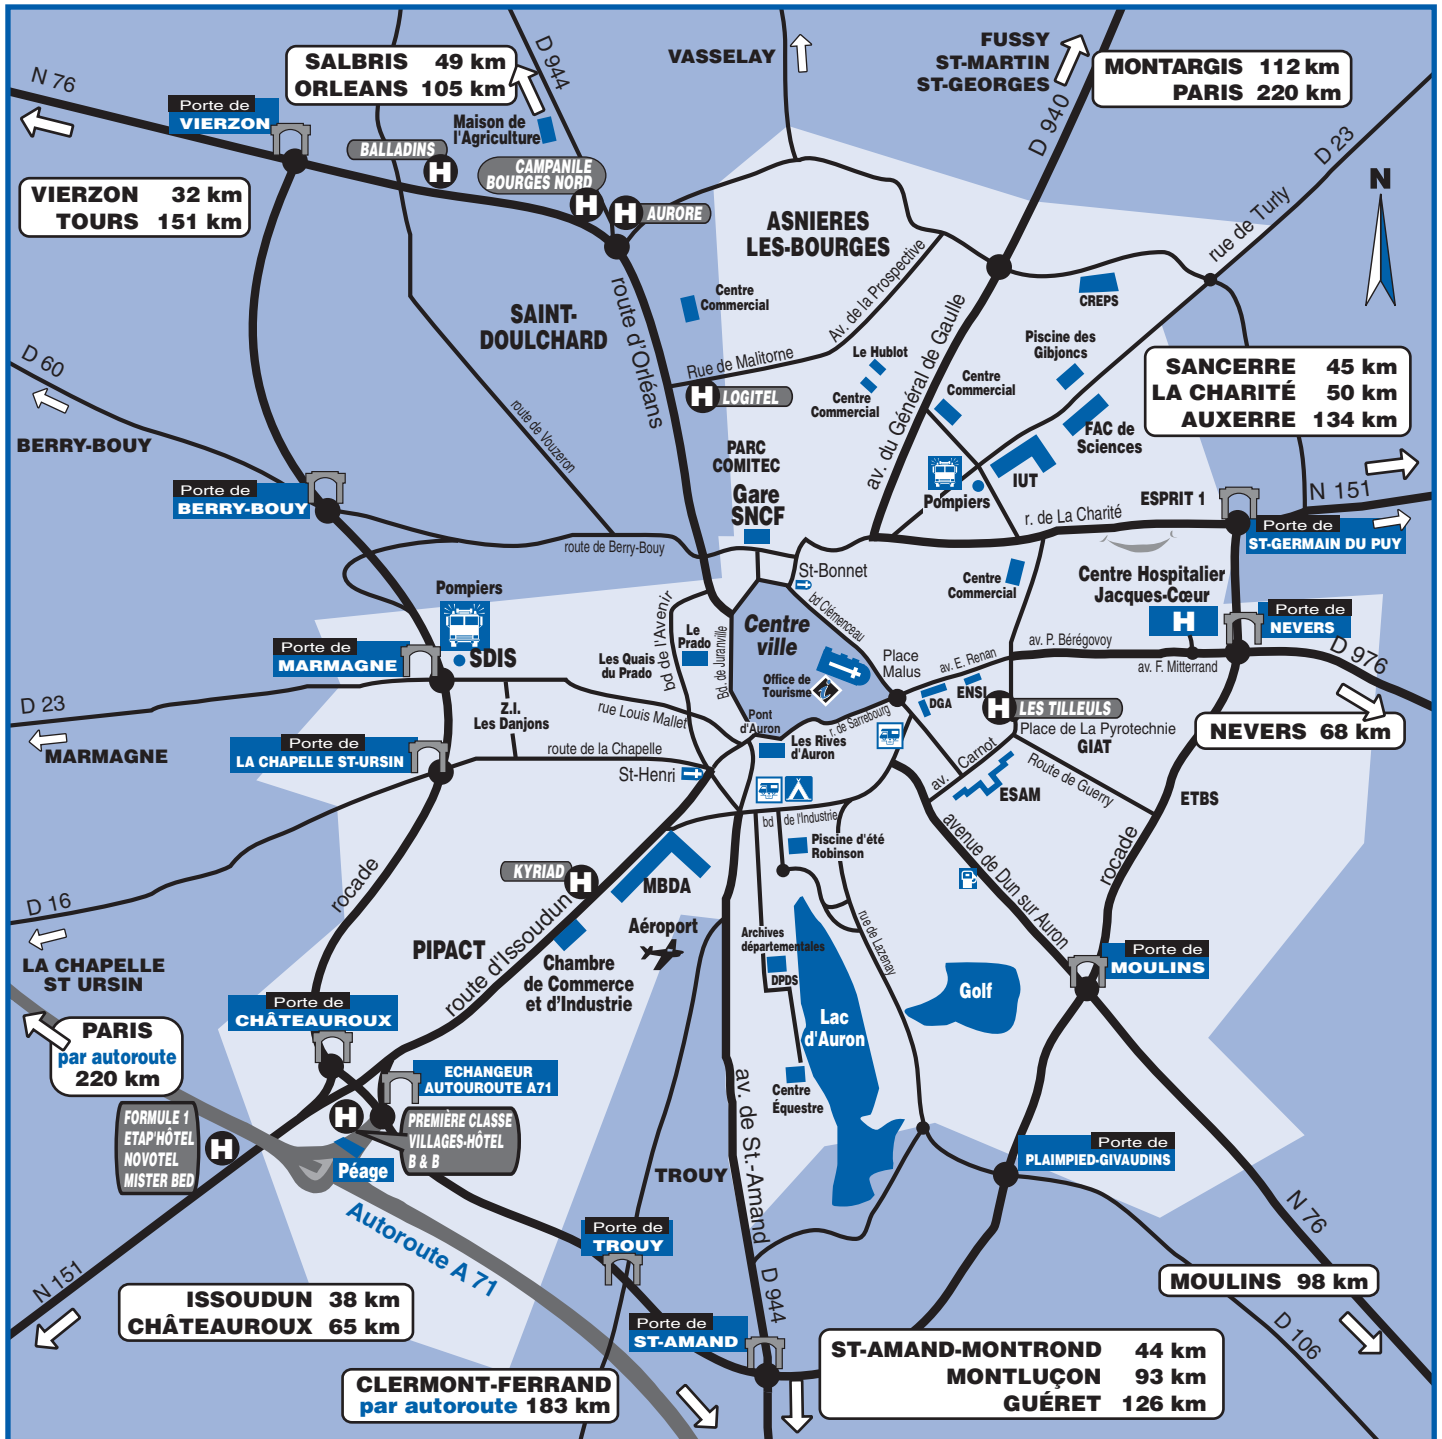 N 76
SALBRIS 49 km
ORLEANS 105 km
D 944
VASSELAY
FUSSY
ST-MARTIN
ST-GEORGES
D 940
MONTARGIS 112 km
PARIS 220 km
D 23
Porte de
VIERZON
BALLADINS
H
Maison de
l'Agriculture
CAMPANILE
BOURGES NORD
H
H
AURORE
VIERZON 32 km
TOURS 151 km
ASNIERES
LES-BOURGES
rue de Turly
N
Av. de la Prospective
Centre
Commercial
CREPS
SAINT-
DOULCHARD
route d'Orléans
av. du Général de Gaulle
Rue de Malitorne
Le Hublot
Centre
Commercial
Piscine des
Gibjoncs
Centre
Commercial
SANCERRE 45 km
LA CHARITÉ 50 km
AUXERRE 134 km
D 60
H
LOGITEL
route de Vouzeron
BERRY-BOUY
PARC
COMITEC
FAC de
Sciences
IUT
Pompiers
Gare
SNCF
Porte de
BERRY-BOUY
ESPRIT 1
N 151
r. de La Charité
Porte de
ST-GERMAIN DU PUY
route de Berry-Bouy
St-Bonnet
Centre
Commercial
Centre Hospitalier
Jacques-Cœur
H
Porte de
NEVERS
Pompiers
SDIS
Porte de
MARMAGNE
bd de l'Avenir
Le
Prado
Bd. de Juranville
Centre
ville
bd Clémenceau
Place
Malus
av. E. Renan
av. P. Bérégovoy
av. F. Mitterrand
D 976
Les Quais
du Prado
Office de
Tourisme
i
DGA
ENSI
H
LES TILLEULS
D 23
Z.I.
Les Danjons
rue Louis Mallet
Pont
d'Auron
r. de Sarrebourg
Place de La Pyrotechnie
GIAT
NEVERS 68 km
MARMAGNE
Porte de
LA CHAPELLE ST-URSIN
route de la Chapelle
St-Henri
Les Rives
d'Auron
av. Carnot
ESAM
Route de Guerry
ETBS
bd de l'Industrie
Piscine d'été
Robinson
avenue de Dun sur Auron
rocade
rocade
KYRIAD
H
MBDA
D 16
LA CHAPELLE
ST URSIN
PIPACT
route d'Issoudun
Aéroport
Chambre
de Commerce
et d'Industrie
Archives
départementales
DPDS
rue de Lazenay
Golf
Lac
d'Auron
Porte de
MOULINS
Porte de
CHÂTEAUROUX
PARIS
par autoroute
220 km
ECHANGEUR
AUTOUROUTE A71
Centre
Équestre
FORMULE 1
ETAP'HÔTEL
NOVOTEL
MISTER BED
H
H
PREMIÈRE CLASSE
VILLAGES-HÔTEL
B & B
Péage
av. de St.-Amand
TROUY
Porte de
PLAIMPIED-GIVAUDINS
Autoroute A 71
Porte de
TROUY
N 76
N 151
D 944
MOULINS 98 km
ISSOUDUN 38 km
CHÂTEAUROUX 65 km
Porte de
ST-AMAND
D 106
ST-AMAND-MONTROND 44 km
MONTLUÇON 93 km
GUÉRET 126 km
CLERMONT-FERRAND
par autoroute 183 km